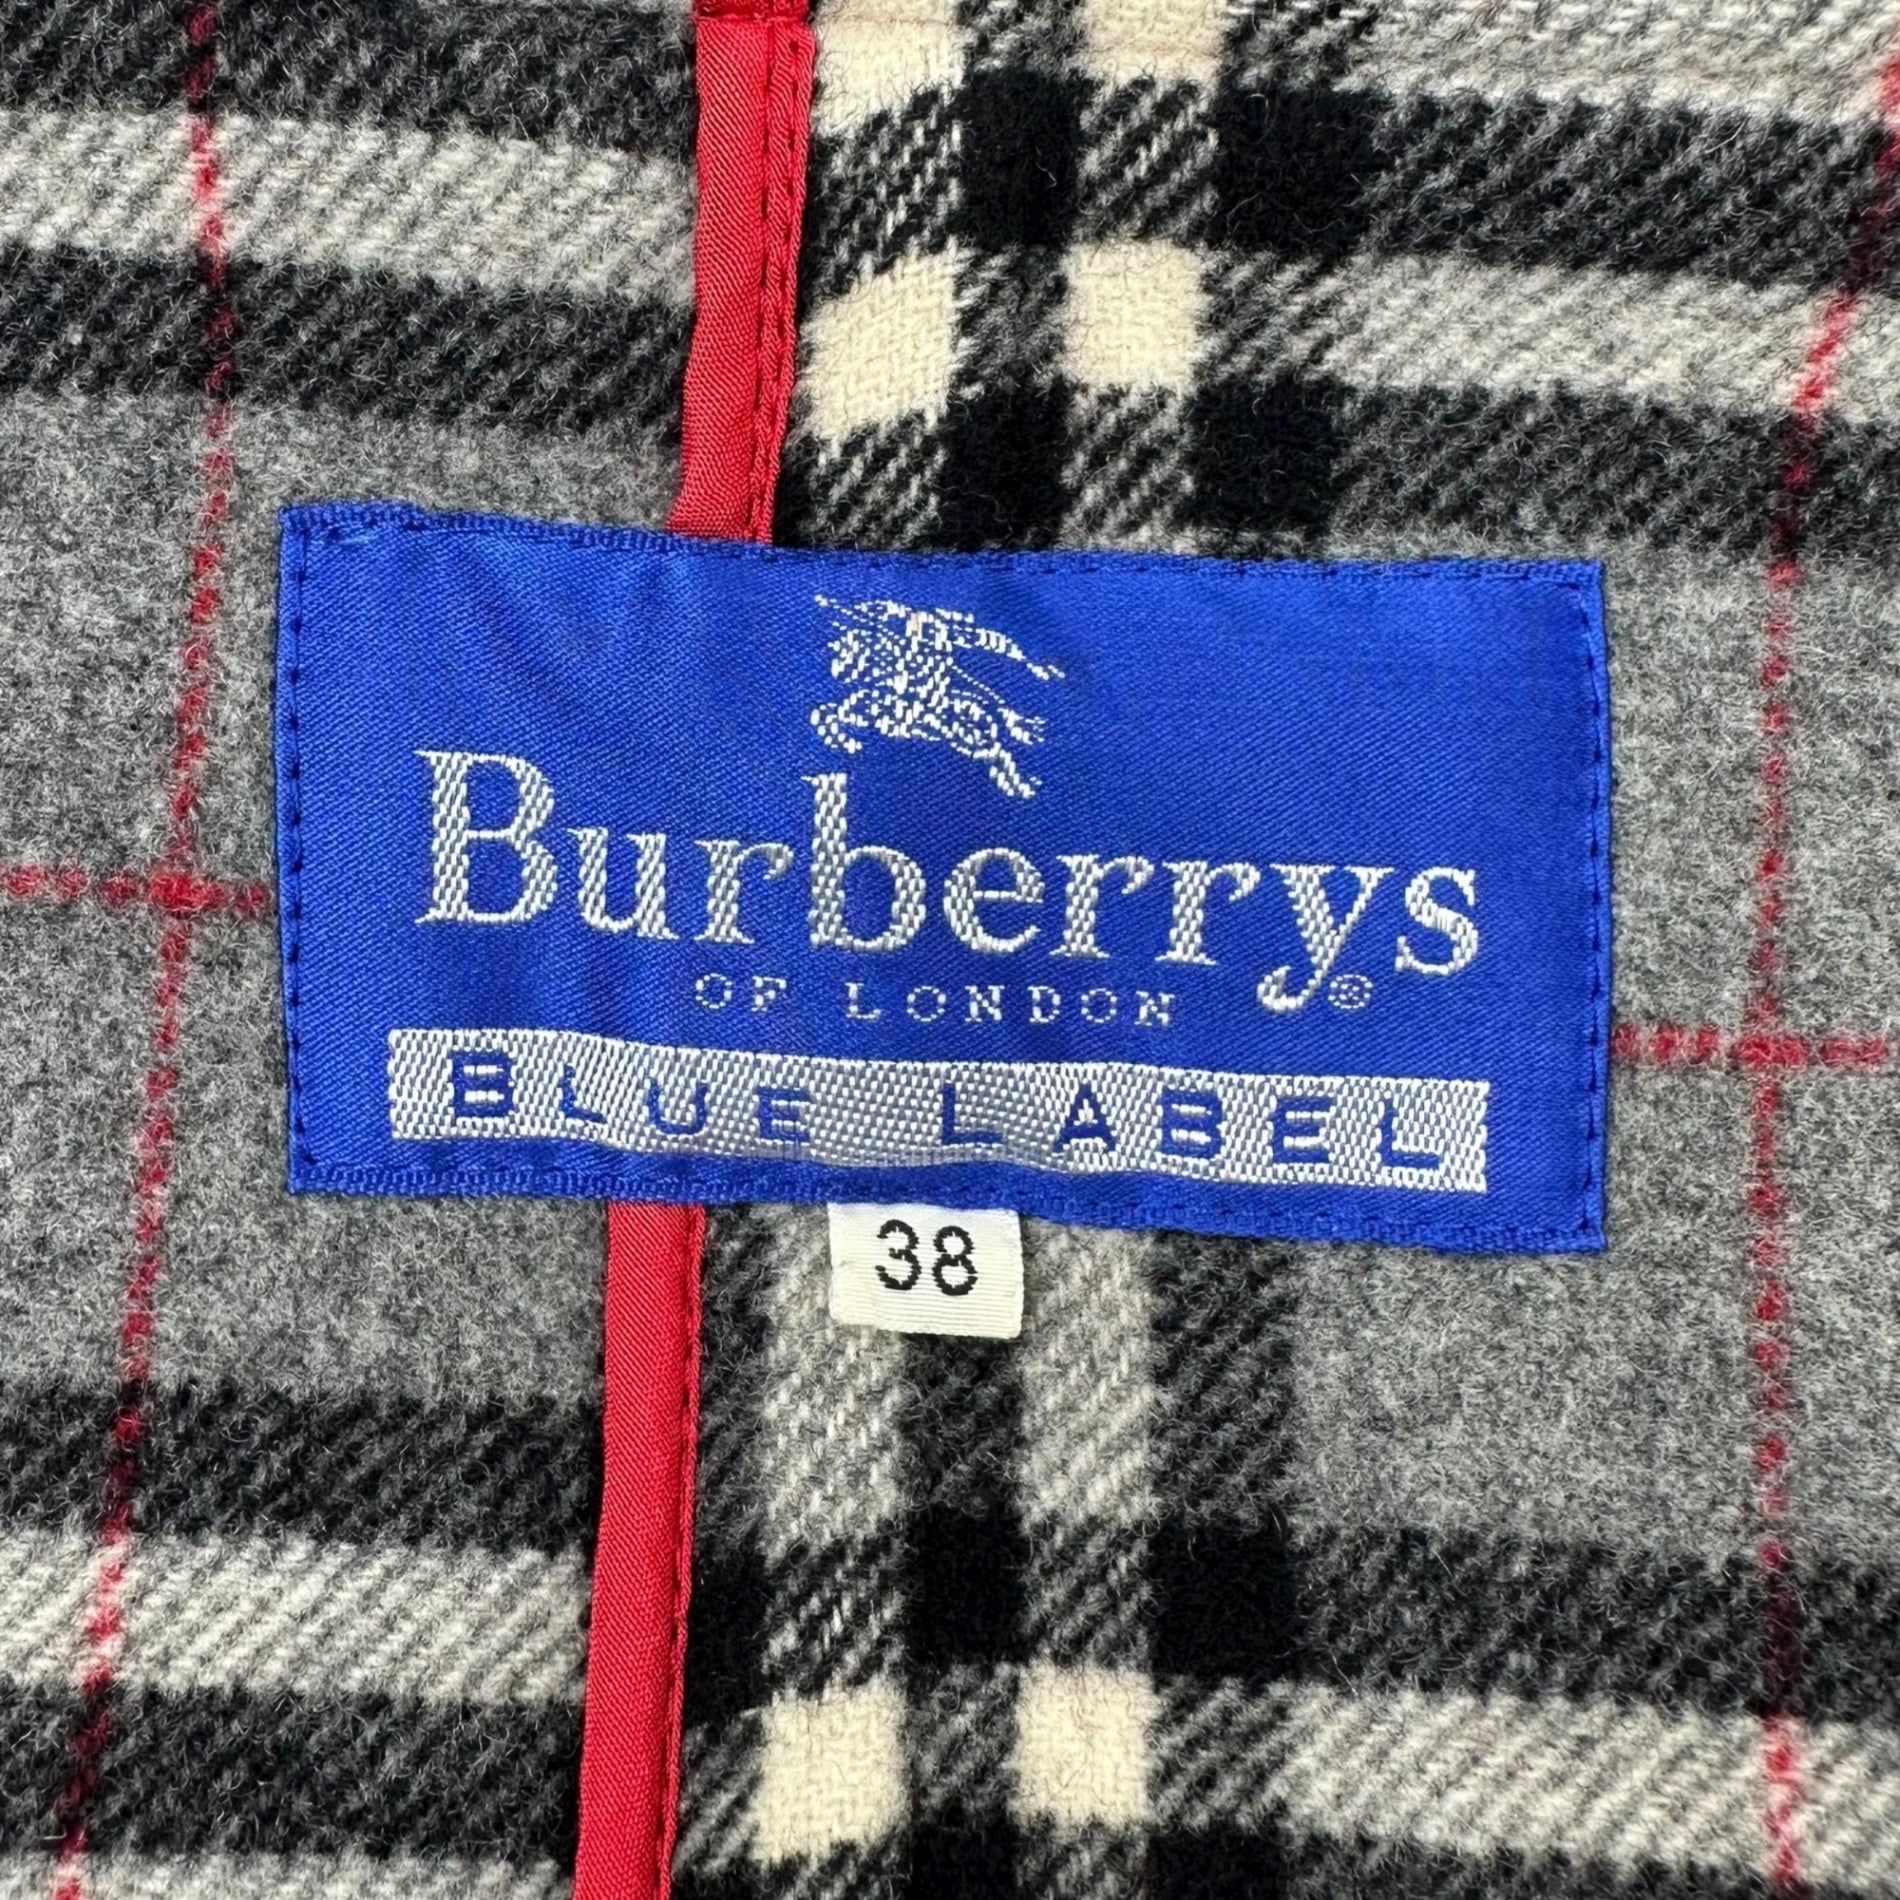 Burberrys®
OF LONDON
BLUE LABEL
38